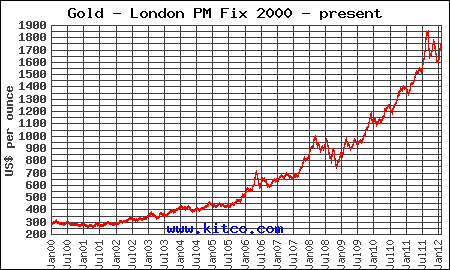 Gold - London PM Fix 2000 - present
US$ per ounce
1900
1800
1700
1600
1500
1400
1300
1200
1100
1000
900
800
700
600
500
400
300
200
www.kitco.com
Jan00
Jul00
Jan01
Jul01
Jan02
Jul02
Jan03
Jul03
Jan04
Jul04
Jan05
Jul05
Jan06
Jul06
Jan07
Jul07
Jan08
Jul08
Jan09
Jul09
Jan10
Jul10
Jan11
Jul11
Jan12